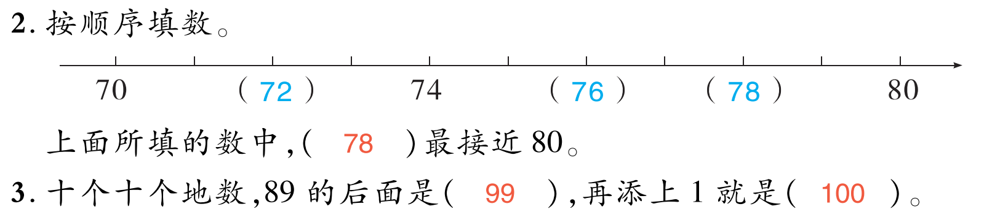 2. 按顺序填数。
70 ( 72 ) 74 ( 76 ) ( 78 ) 80
上面所填的数中,( 78 )最接近 80。
3. 十个十个地数,89 的后面是( 99 ),再添上 1 就是( 100 )。